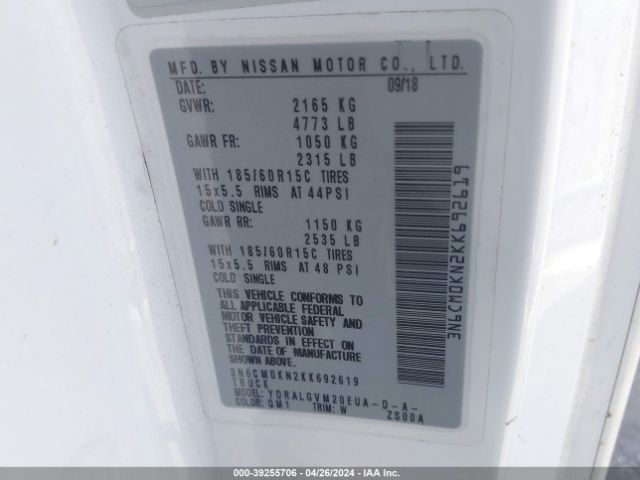 MFD. BY NISSAN MOTOR CO., LTD.
DATE: 09/18
GVWR: 2165 KG
4773 LB
GAWR FR: 1050 KG
2315 LB
WITH 185/60R15C TIRES
15x5.5 RIMS AT 44PSI
COLD SINGLE
GAWR RR: 1150 KG
2535 LB
WITH 185/60R15C TIRES
15x5.5 RIMS AT 48 PSI
COLD SINGLE
THIS VEHICLE CONFORMS TO
ALL APPLICABLE FEDERAL
MOTOR VEHICLE SAFETY AND
THEFT PREVENTION
STANDARDS IN EFFECT ON
THE DATE OF MANUFACTURE
SHOWN ABOVE.
3N6CM0KN2KK692619
TRUCK
MODEL: YDRALGVM20EUA-D-A-
COLOR: QM1 TRIM: W ZS00A
3N6CM0KN2KK692619
000-39255706 - 04/26/2024 - IAA Inc.